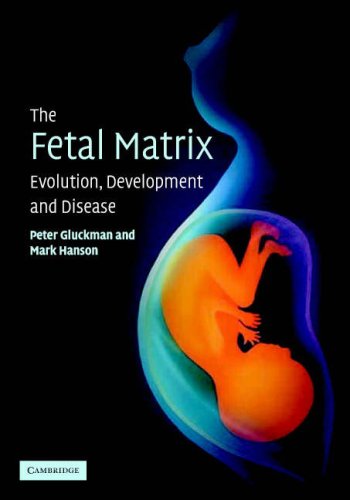 The
Fetal Matrix
Evolution, Development
and Disease
Peter Gluckman and
Mark Hanson
CAMBRIDGE